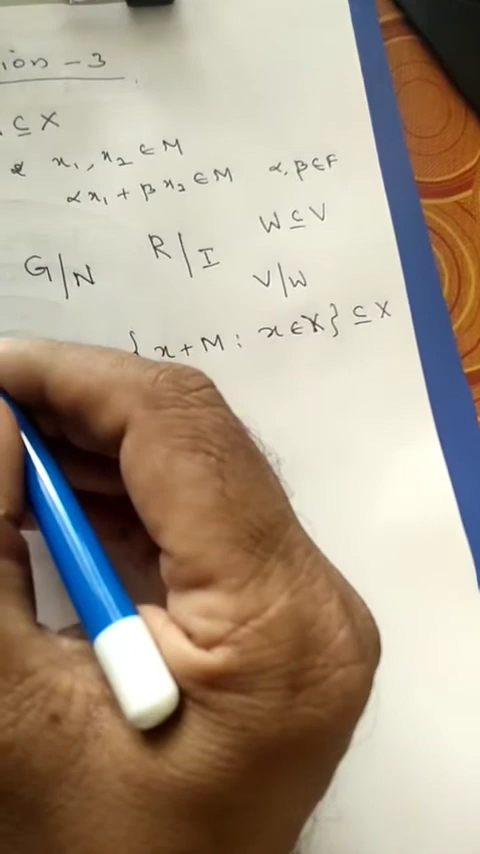 ion - 3
⊆ X
x₁, x₂ ∈ M
αx₁ + βx₂ ∈ M α, β ∈ F
W ⊆ V
G/N R/I
V/W
{x + M : x ∈ X} ⊆ X